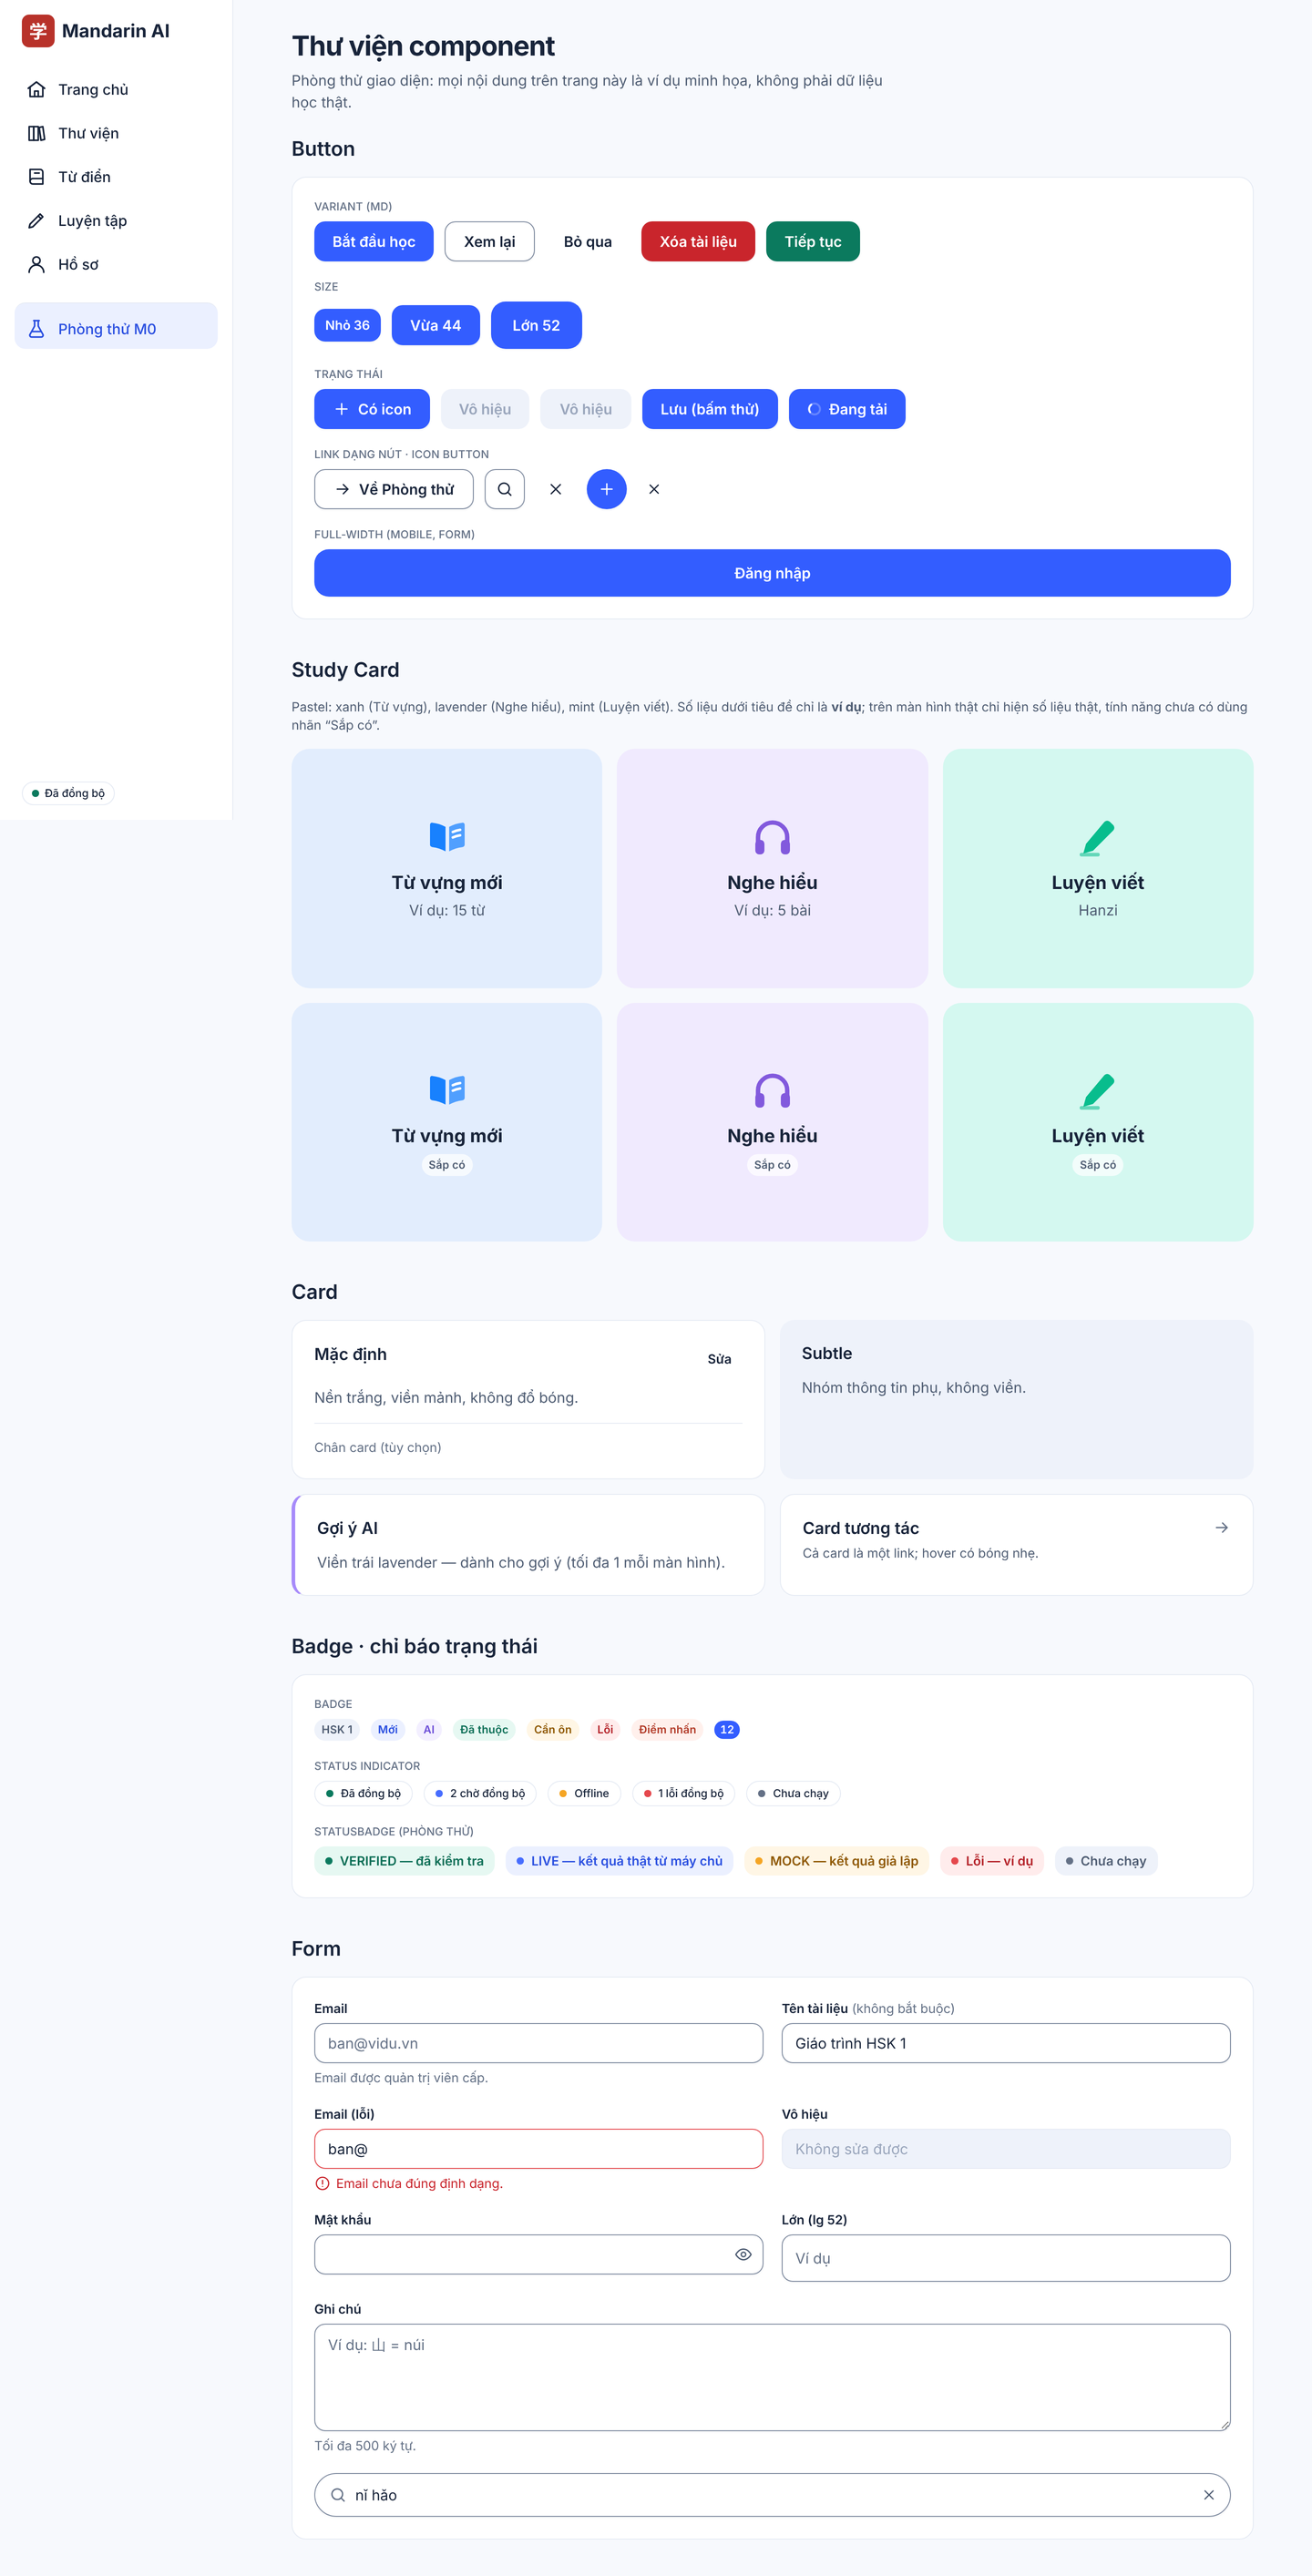 学 Mandarin AI
Trang chủ
Thư viện
Từ điển
Luyện tập
Hồ sơ
Phòng thử M0
Đã đồng bộ
Thư viện component
Phòng thử giao diện: mọi nội dung trên trang này là ví dụ minh họa, không phải dữ liệu
học thật.
Button
VARIANT (MD)
Bắt đầu học Xem lại Bỏ qua Xóa tài liệu Tiếp tục
SIZE
Nhỏ 36 Vừa 44 Lớn 52
TRẠNG THÁI
Có icon Vô hiệu Vô hiệu Lưu (bấm thử) Đang tải
LINK DẠNG NÚT · ICON BUTTON
Về Phòng thử
FULL-WIDTH (MOBILE, FORM)
Đăng nhập
Study Card
Pastel: xanh (Từ vựng), lavender (Nghe hiểu), mint (Luyện viết). Số liệu dưới tiêu đề chỉ là ví dụ; trên màn hình thật chỉ hiện số liệu thật, tính năng chưa có dùng
nhãn “Sắp có”.
Từ vựng mới
Ví dụ: 15 từ
Nghe hiểu
Ví dụ: 5 bài
Luyện viết
Hanzi
Từ vựng mới
Sắp có
Nghe hiểu
Sắp có
Luyện viết
Sắp có
Card
Mặc định
Sửa
Nền trắng, viền mảnh, không đổ bóng.
Chân card (tùy chọn)
Subtle
Nhóm thông tin phụ, không viền.
Gợi ý AI
Viền trái lavender — dành cho gợi ý (tối đa 1 mỗi màn hình).
Card tương tác
Cả card là một link; hover có bóng nhẹ.
Badge · chỉ báo trạng thái
BADGE
HSK 1 Mới AI Đã thuộc Cần ôn Lỗi Điểm nhấn 12
STATUS INDICATOR
Đã đồng bộ 2 chờ đồng bộ Offline 1 lỗi đồng bộ Chưa chạy
STATUSBADGE (PHÒNG THỬ)
VERIFIED — đã kiểm tra LIVE — kết quả thật từ máy chủ MOCK — kết quả giả lập Lỗi — ví dụ Chưa chạy
Form
Email
ban@vidu.vn
Email được quản trị viên cấp.
Tên tài liệu (không bắt buộc)
Giáo trình HSK 1
Email (lỗi)
ban@
Email chưa đúng định dạng.
Vô hiệu
Không sửa được
Mật khẩu
Lớn (lg 52)
Ví dụ
Ghi chú
Ví dụ: 山 = núi
Tối đa 500 ký tự.
nǐ hǎo